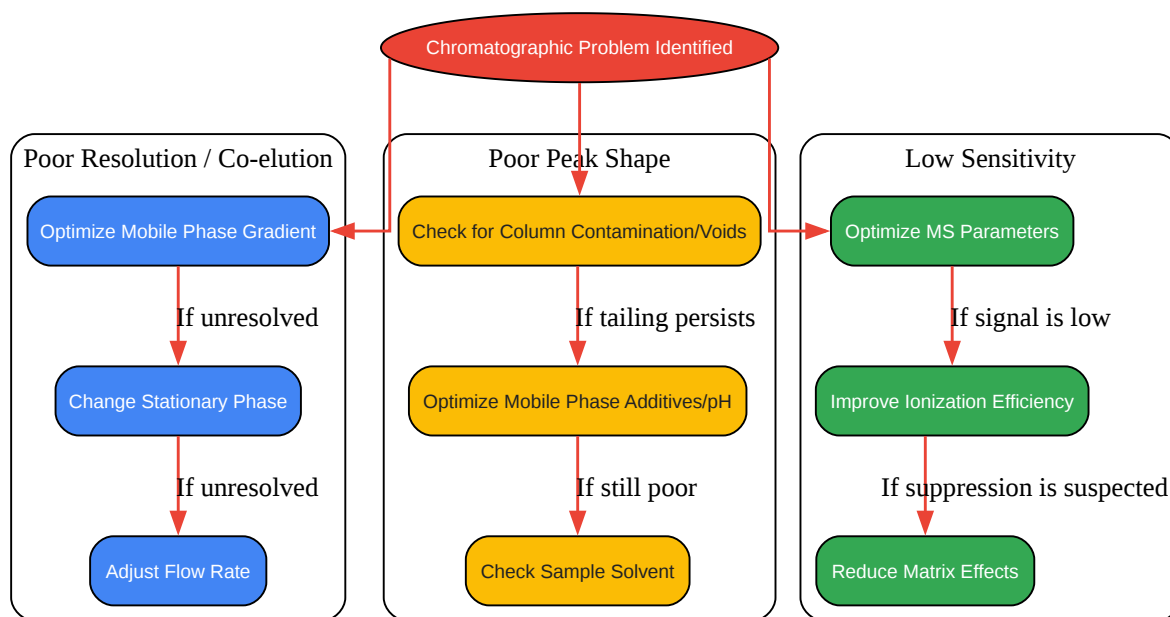 Chromatographic Problem Identified
Poor Resolution / Co-elution
Optimize Mobile Phase Gradient
If unresolved
Change Stationary Phase
If unresolved
Adjust Flow Rate
Poor Peak Shape
Check for Column Contamination/Voids
If tailing persists
Optimize Mobile Phase Additives/pH
If still poor
Check Sample Solvent
Low Sensitivity
Optimize MS Parameters
If signal is low
Improve Ionization Efficiency
If suppression is suspected
Reduce Matrix Effects